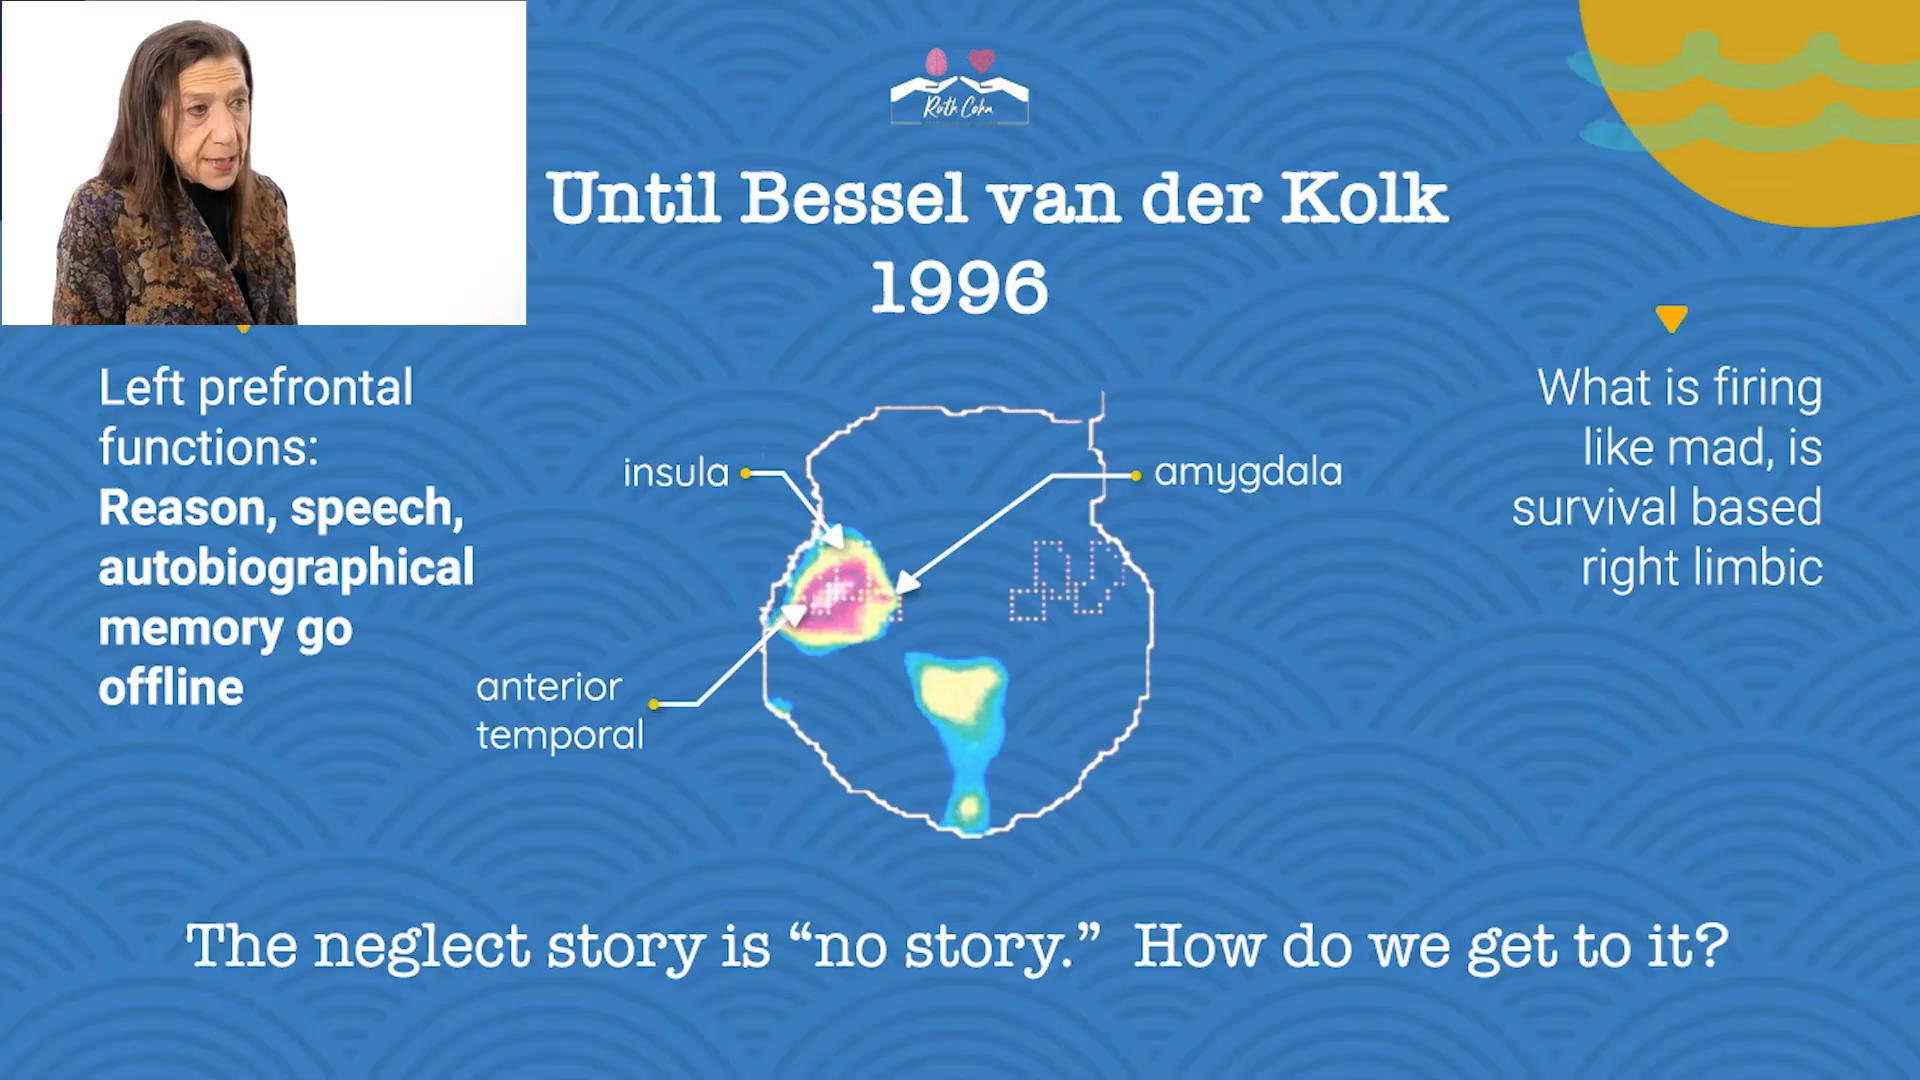 Ruth Cohn
Until Bessel van der Kolk
1996
Left prefrontal
functions:
Reason, speech,
autobiographical
memory go
offline
insula
amygdala
anterior
temporal
What is firing
like mad, is
survival based
right limbic
The neglect story is “no story.” How do we get to it?